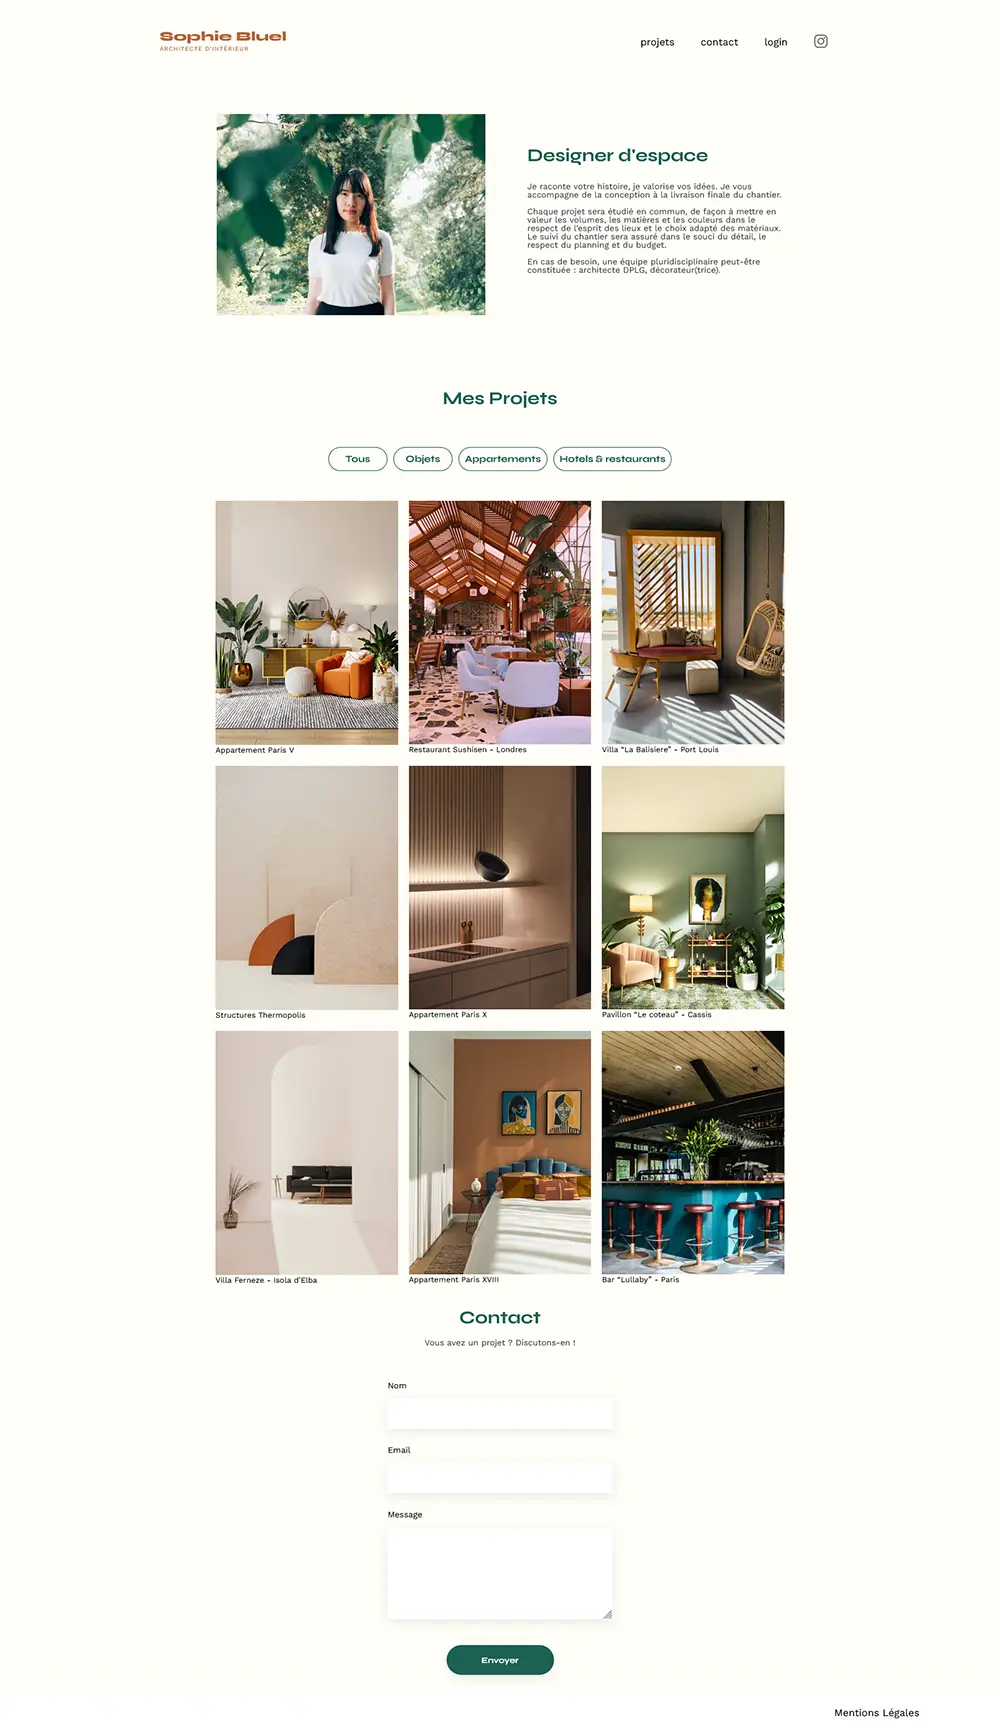 Sophie Bluel
ARCHITECTE D'INTÉRIEUR
projets
contact
login
Designer d'espace
Je raconte votre histoire, je valorise vos idées. Je vous
accompagne de la conception à la livraison finale du chantier.
Chaque projet sera étudié en commun, de façon à mettre en
valeur les volumes, les matières et les couleurs dans le
respect de l'esprit des lieux et le choix adapté des matériaux.
Le suivi du chantier sera assuré dans le souci du détail, le
respect du planning et du budget.
En cas de besoin, une équipe pluridisciplinaire peut-être
constituée : architecte DPLG, décorateur(trice).
Mes Projets
Tous
Objets
Appartements
Hotels & restaurants
Appartement Paris V
Restaurant Sushisen - Londres
Villa “La Balisiere” - Port Louis
Structures Thermopolis
Appartement Paris X
Pavillon “Le coteau” - Cassis
Villa Ferneze - Isola d’Elba
Appartement Paris XVIII
Bar “Lullaby” - Paris
Contact
Vous avez un projet ? Discutons-en !
Nom
Email
Message
Envoyer
Mentions Légales